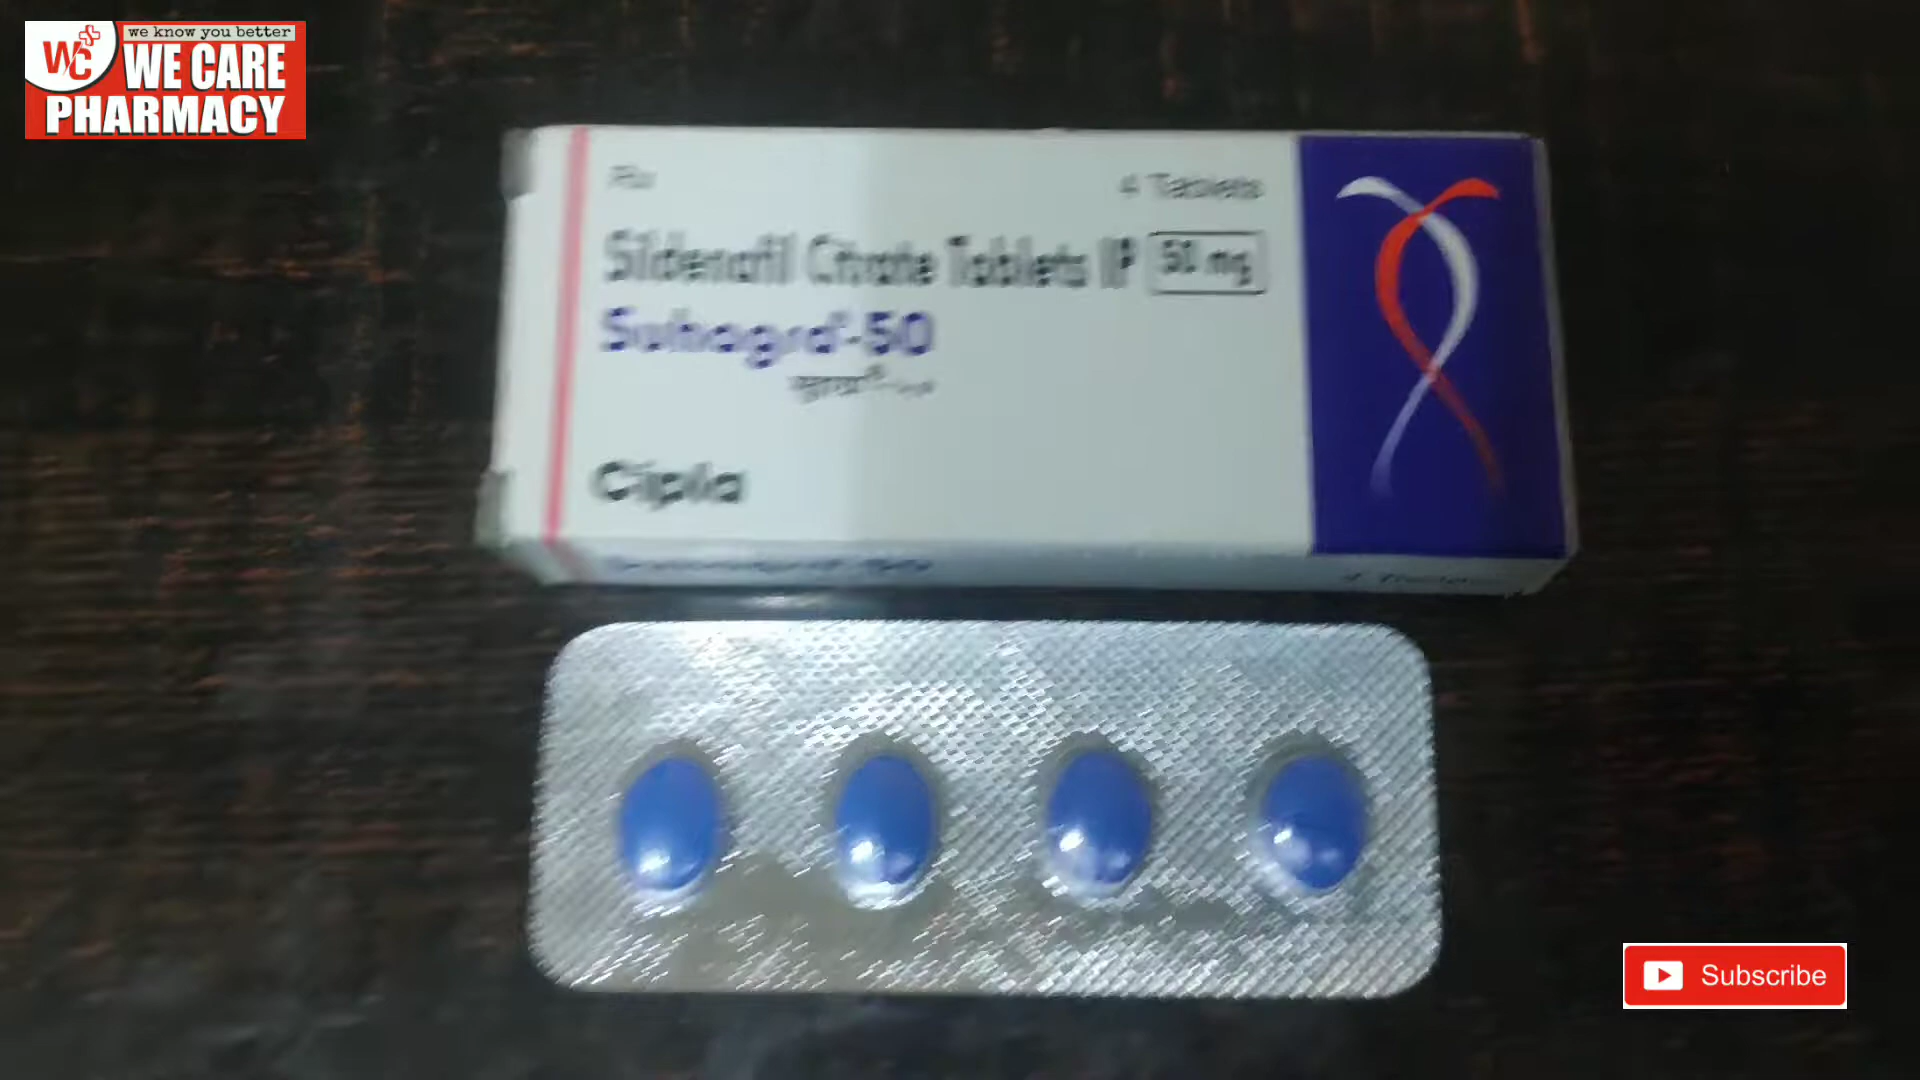 we know you better
WC WE CARE
PHARMACY
Rx
4 Tablets
Sildenafil Citrate Tablets IP 50 mg
Suhagra®-50
Cipla
Subscribe